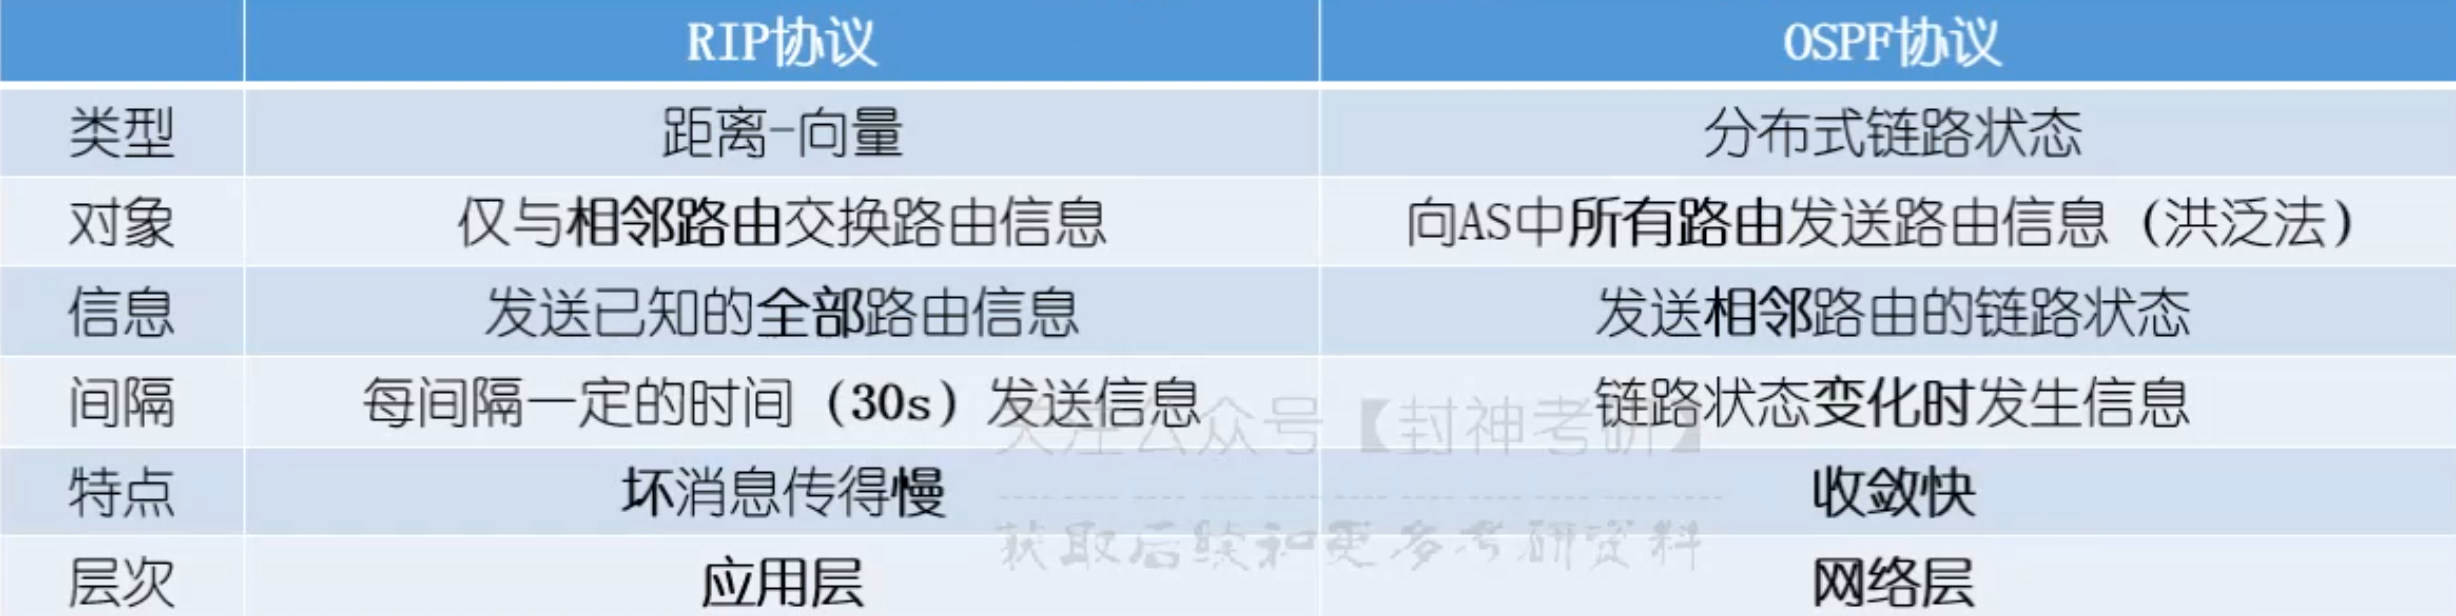 RIP协议 OSPF协议
类型 距离-向量 分布式链路状态
对象 仅与相邻路由交换路由信息 向AS中所有路由发送路由信息（洪泛法）
信息 发送已知的全部路由信息 发送相邻路由的链路状态
间隔 每间隔一定的时间（30s）发送信息 链路状态变化时发生信息
关注公众号【封神考研】
特点 坏消息传得慢 收敛快
获取后续和更多考研资料
层次 应用层 网络层